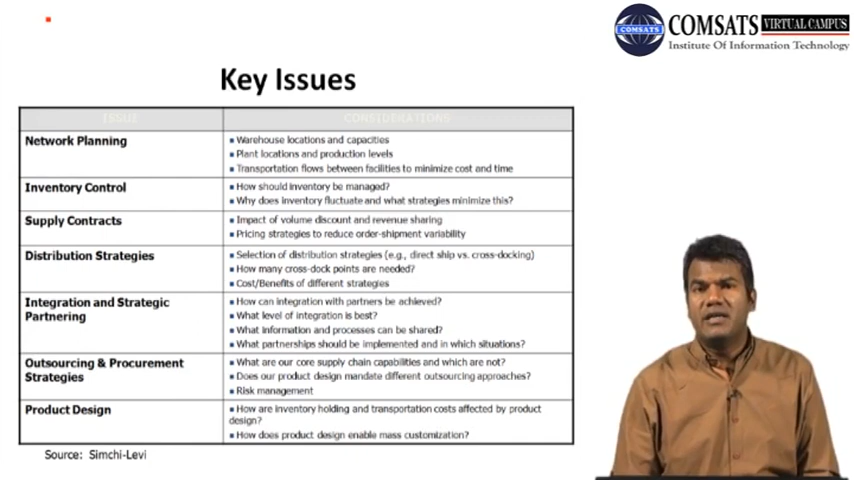 COMSATS
COMSATS VIRTUAL CAMPUS
Institute Of Information Technology
Key Issues
ISSUE CONSIDERATIONS
Network Planning
Warehouse locations and capacities
Plant locations and production levels
Transportation flows between facilities to minimize cost and time
Inventory Control
How should inventory be managed?
Why does inventory fluctuate and what strategies minimize this?
Supply Contracts
Impact of volume discount and revenue sharing
Pricing strategies to reduce order-shipment variability
Distribution Strategies
Selection of distribution strategies (e.g., direct ship vs. cross-docking)
How many cross-dock points are needed?
Cost/Benefits of different strategies
Integration and Strategic
Partnering
How can integration with partners be achieved?
What level of integration is best?
What information and processes can be shared?
What partnerships should be implemented and in which situations?
Outsourcing & Procurement
Strategies
What are our core supply chain capabilities and which are not?
Does our product design mandate different outsourcing approaches?
Risk management
Product Design
How are inventory holding and transportation costs affected by product
design?
How does product design enable mass customization?
Source: Simchi-Levi